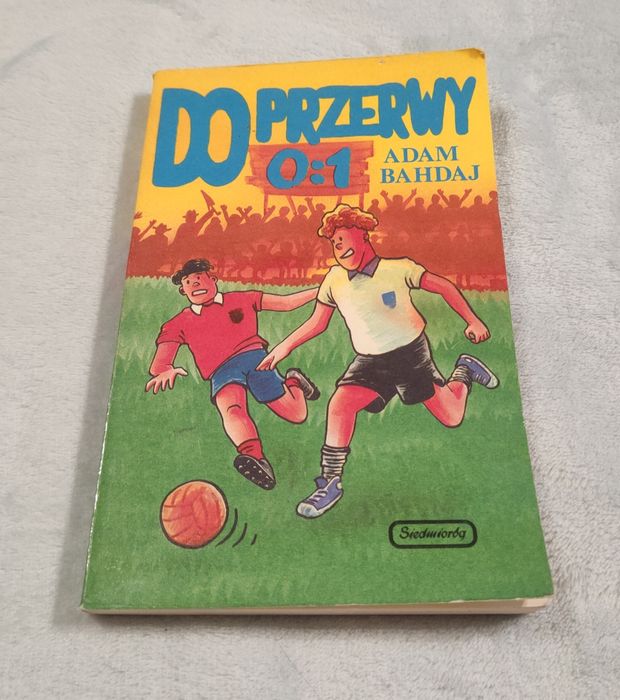 DO PRZERWY
0:1
ADAM
BAHDAJ
Siedmioróg